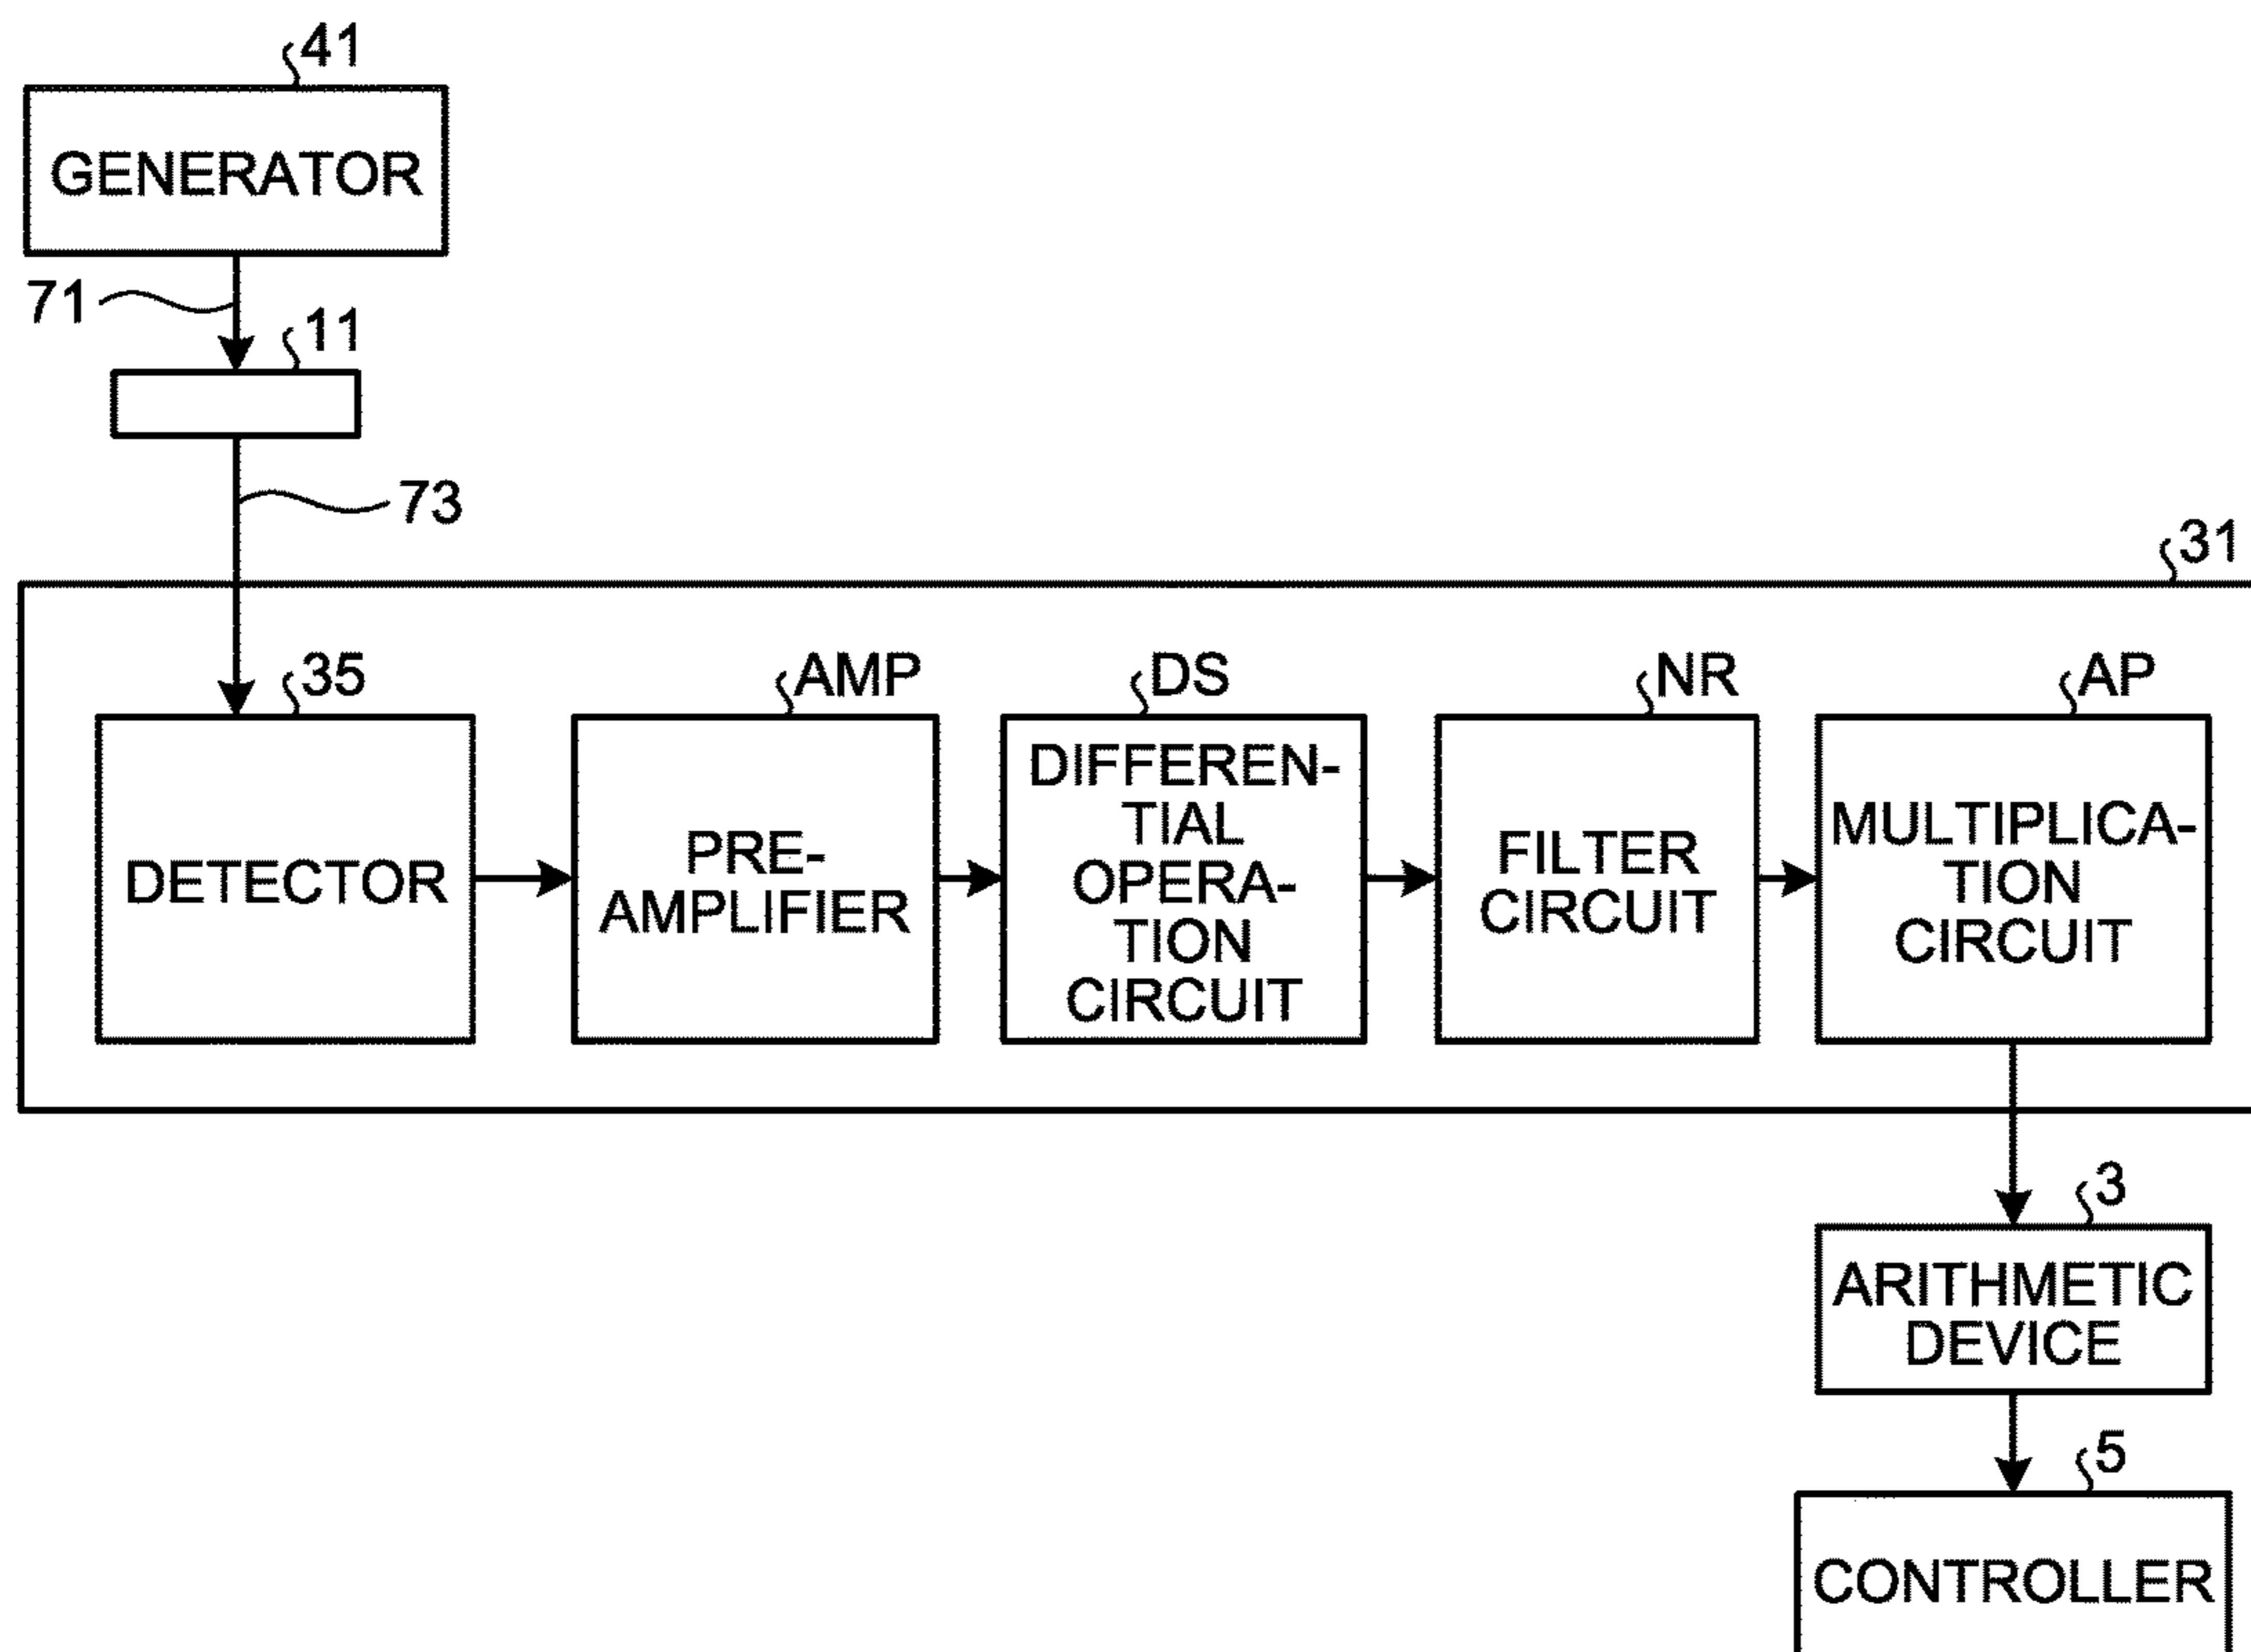 41
GENERATOR
71
11
73
31
35
AMP
DS
NR
AP
DETECTOR
PRE-
AMPLIFIER
DIFFEREN-
TIAL
OPERA-
TION
CIRCUIT
FILTER
CIRCUIT
MULTIPLICA-
TION
CIRCUIT
3
ARITHMETIC
DEVICE
5
CONTROLLER